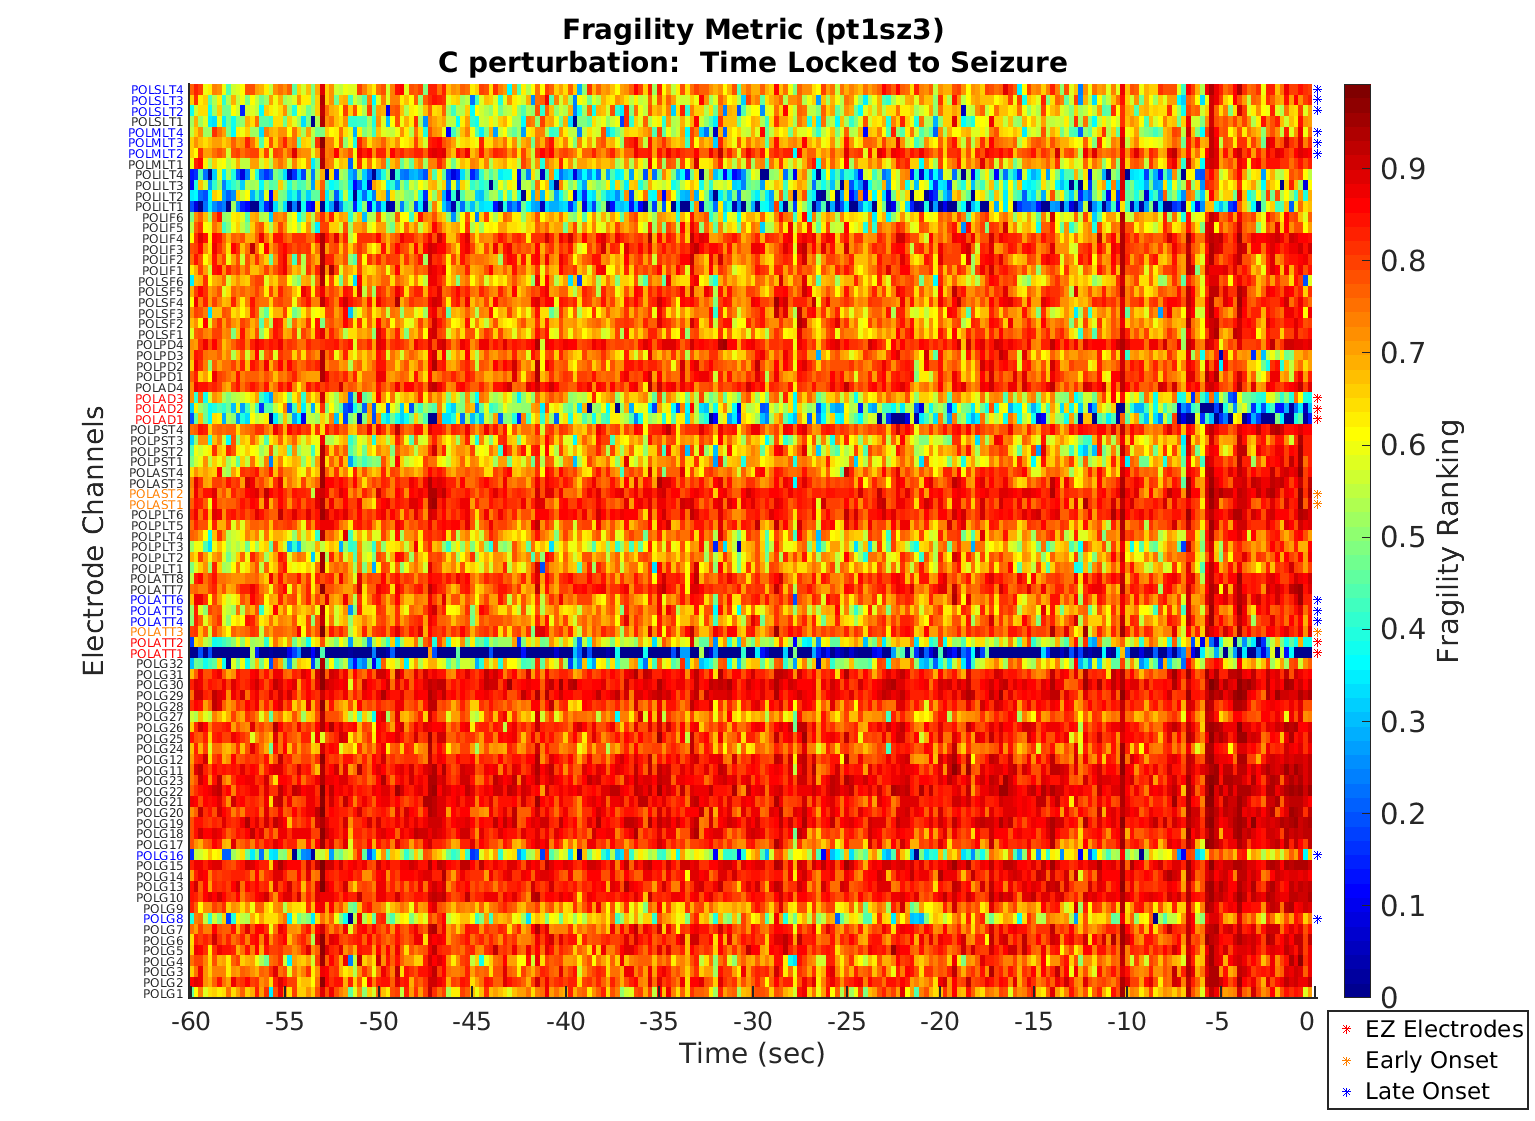 Fragility Metric (pt1sz3)
C perturbation:  Time Locked to Seizure
Electrode Channels
POLSLT4
POLSLT3
POLSLT2
POLSLT1
POLMLT4
POLMLT3
POLMLT2
POLMLT1
POLILT4
POLILT3
POLILT2
POLILT1
POLIF6
POLIF5
POLIF4
POLIF3
POLIF2
POLIF1
POLSF6
POLSF5
POLSF4
POLSF3
POLSF2
POLSF1
POLPD4
POLPD3
POLPD2
POLPD1
POLAD4
POLAD3
POLAD2
POLAD1
POLPST4
POLPST3
POLPST2
POLPST1
POLAST4
POLAST3
POLAST2
POLAST1
POLPLT6
POLPLT5
POLPLT4
POLPLT3
POLPLT2
POLPLT1
POLATT8
POLATT7
POLATT6
POLATT5
POLATT4
POLATT3
POLATT2
POLATT1
POLG32
POLG31
POLG30
POLG29
POLG28
POLG27
POLG26
POLG25
POLG24
POLG12
POLG11
POLG23
POLG22
POLG21
POLG20
POLG19
POLG18
POLG17
POLG16
POLG15
POLG14
POLG13
POLG10
POLG9
POLG8
POLG7
POLG6
POLG5
POLG4
POLG3
POLG2
POLG1
-60 -55 -50 -45 -40 -35 -30 -25 -20 -15 -10 -5 0
Time (sec)
0.9
0.8
0.7
0.6
0.5
0.4
0.3
0.2
0.1
0
Fragility Ranking
EZ Electrodes
Early Onset
Late Onset